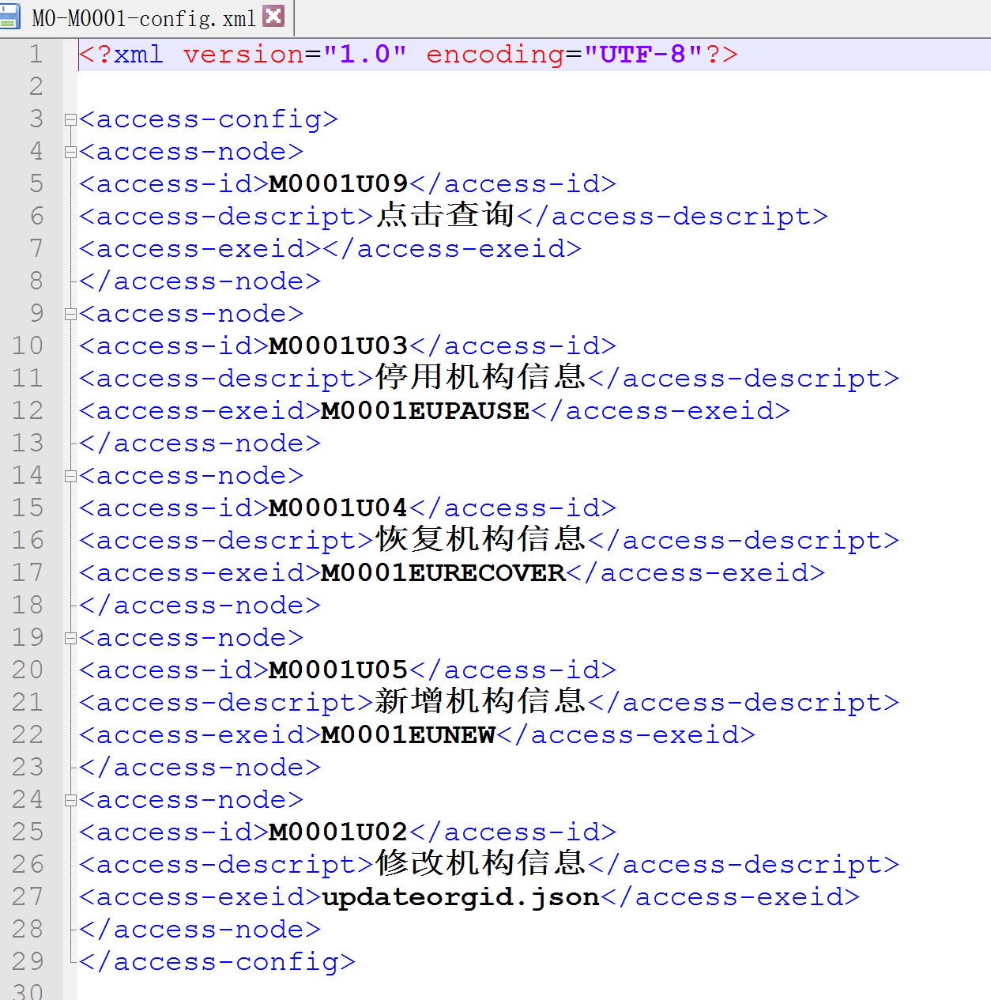 M0-M0001-config.xml
1 <?xml version="1.0" encoding="UTF-8"?>
2
3 <access-config>
4 <access-node>
5 <access-id>M0001U09</access-id>
6 <access-descript>点击查询</access-descript>
7 <access-exeid></access-exeid>
8 </access-node>
9 <access-node>
10 <access-id>M0001U03</access-id>
11 <access-descript>停用机构信息</access-descript>
12 <access-exeid>M0001EUPAUSE</access-exeid>
13 </access-node>
14 <access-node>
15 <access-id>M0001U04</access-id>
16 <access-descript>恢复机构信息</access-descript>
17 <access-exeid>M0001EURECOVER</access-exeid>
18 </access-node>
19 <access-node>
20 <access-id>M0001U05</access-id>
21 <access-descript>新增机构信息</access-descript>
22 <access-exeid>M0001EUNEW</access-exeid>
23 </access-node>
24 <access-node>
25 <access-id>M0001U02</access-id>
26 <access-descript>修改机构信息</access-descript>
27 <access-exeid>updateorgid.json</access-exeid>
28 </access-node>
29 </access-config>
30